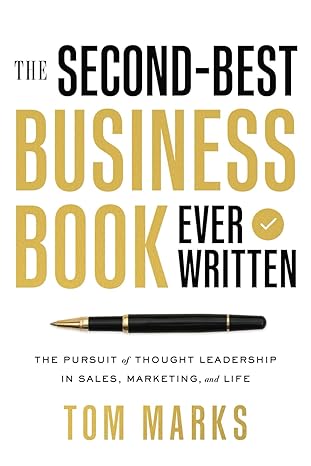 THE SECOND-BEST
BUSINESS
BOOK EVER
WRITTEN
THE PURSUIT of THOUGHT LEADERSHIP
IN SALES, MARKETING, and LIFE
TOM MARKS